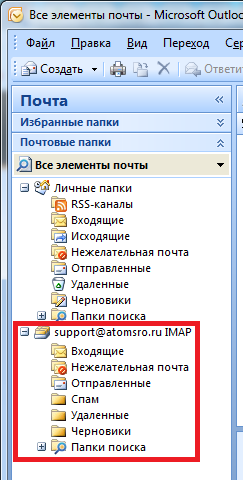 Все элементы почты - Microsoft Outloo
Файл Правка Вид Переход Се
Создать Ответи
Почта
Избранные папки
Почтовые папки
Все элементы почты
Личные папки
RSS-каналы
Входящие
Исходящие
Нежелательная почта
Отправленные
Удаленные
Черновики
Папки поиска
support@atomsro.ru IMAP
Входящие
Нежелательная почта
Отправленные
Спам
Удаленные
Черновики
Папки поиска